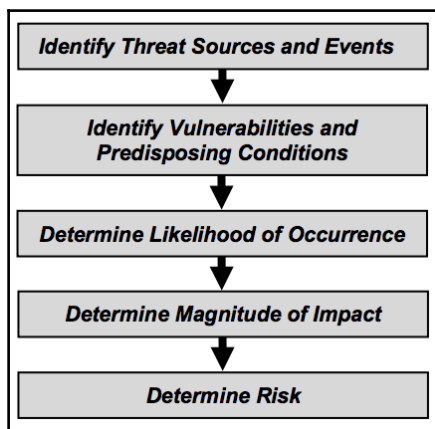 Identify Threat Sources and Events
Identify Vulnerabilities and
Predisposing Conditions
Determine Likelihood of Occurrence
Determine Magnitude of Impact
Determine Risk